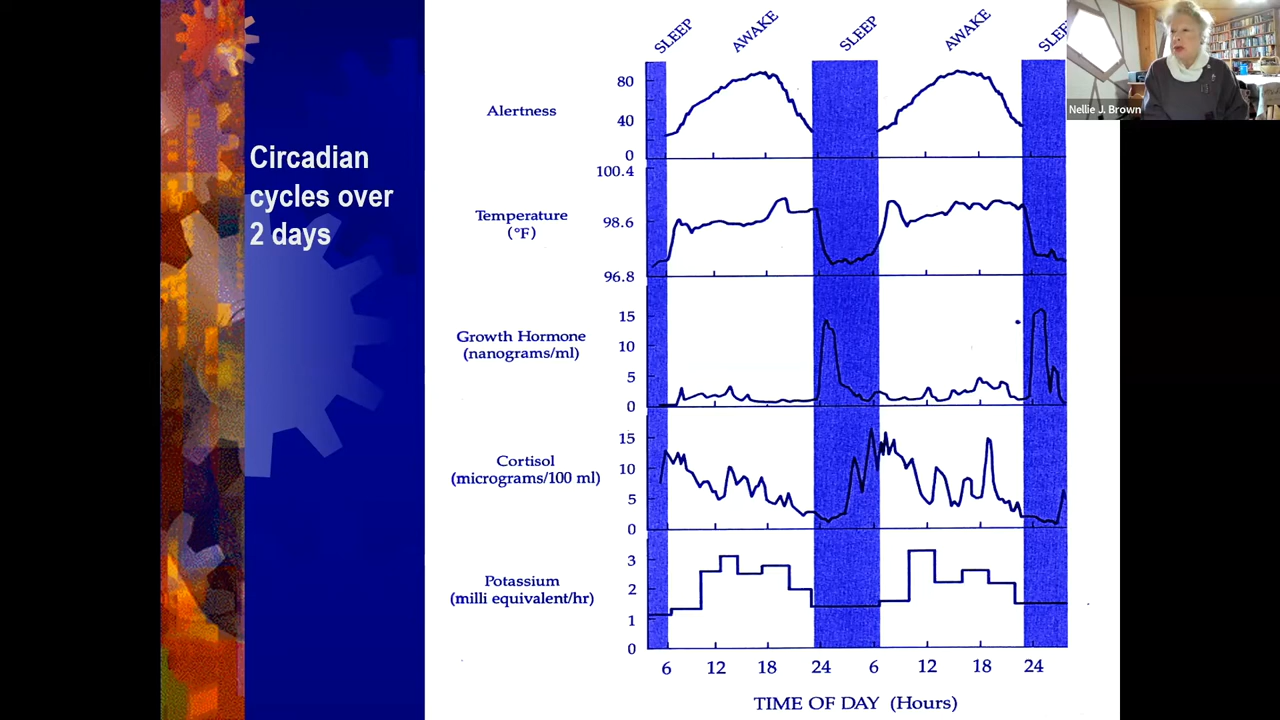 Circadian
cycles over
2 days
SLEEP
AWAKE
SLEEP
AWAKE
Nellie J. Brown
Alertness
80
40
0
Temperature
(°F)
100.4
98.6
96.8
Growth Hormone
(nanograms/ml)
15
10
5
0
Cortisol
(micrograms/100 ml)
15
10
5
0
Potassium
(milli equivalent/hr)
3
2
1
0
6 12 18 24 6 12 18 24
TIME OF DAY (Hours)